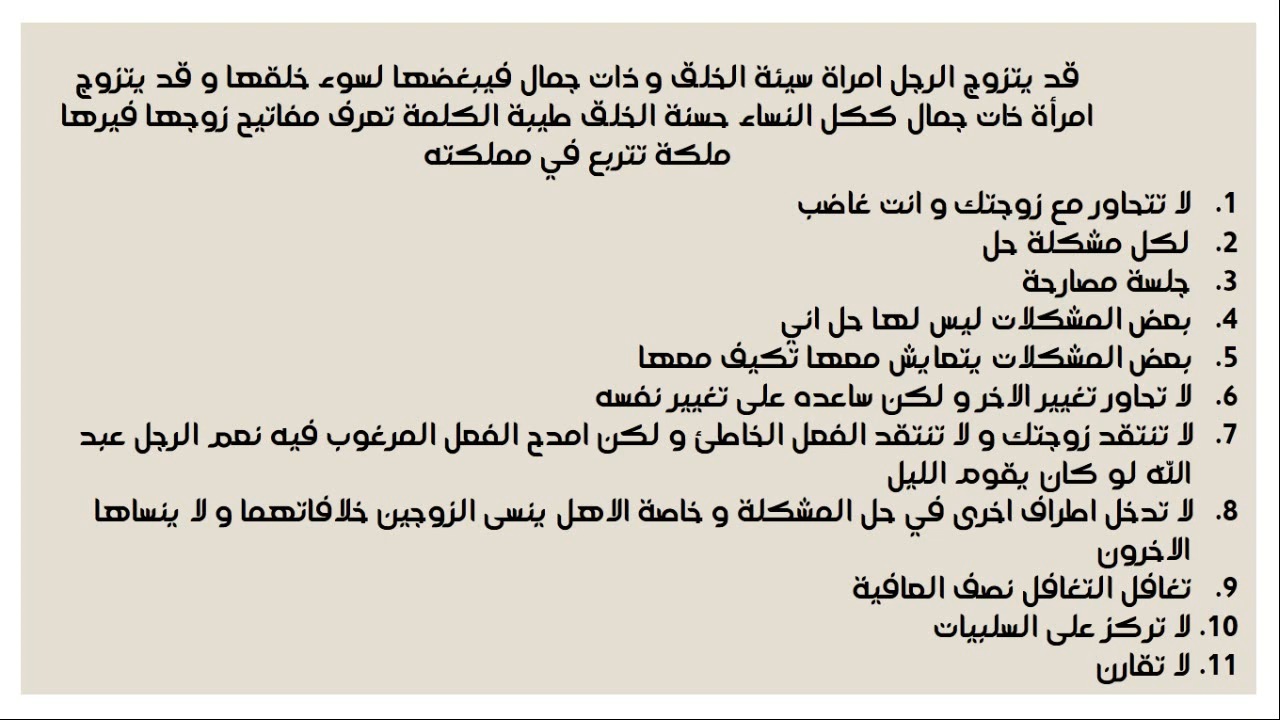 قد يتزوج الرجل امراة سيئة الخلق و ذات جمال فيبغضها لسوء خلقها و قد يتزوج
امرأة ذات جمال ككل النساء حسنة الخلق طيبة الكلمة تعرف مفاتيح زوجها فيرها
ملكة تتربع في مملكته
1. لا تتحاور مع زوجتك و انت غاضب
2. لكل مشكلة حل
3. جلسة مصارحة
4. بعض المشكلات ليس لها حل اني
5. بعض المشكلات يتعايش معها تكيف معها
6. لا تحاور تغيير الاخر و لكن ساعده على تغيير نفسه
7. لا تنتقد زوجتك و لا تنتقد الفعل الخاطئ و لكن امدح الفعل المرغوب فيه نعم الرجل عبد
الله لو كان يقوم الليل
8. لا تدخل اطراف اخرى في حل المشكلة و خاصة الاهل ينسى الزوجين خلافاتهما و لا ينساها
الاخرون
9. تغافل التغافل نصف العافية
10. لا تركز على السلبيات
11. لا تقارن